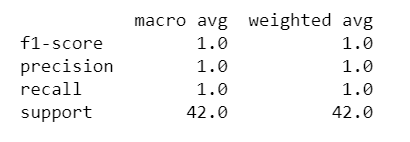 macro avg weighted avg
f1-score 1.0 1.0
precision 1.0 1.0
recall 1.0 1.0
support 42.0 42.0